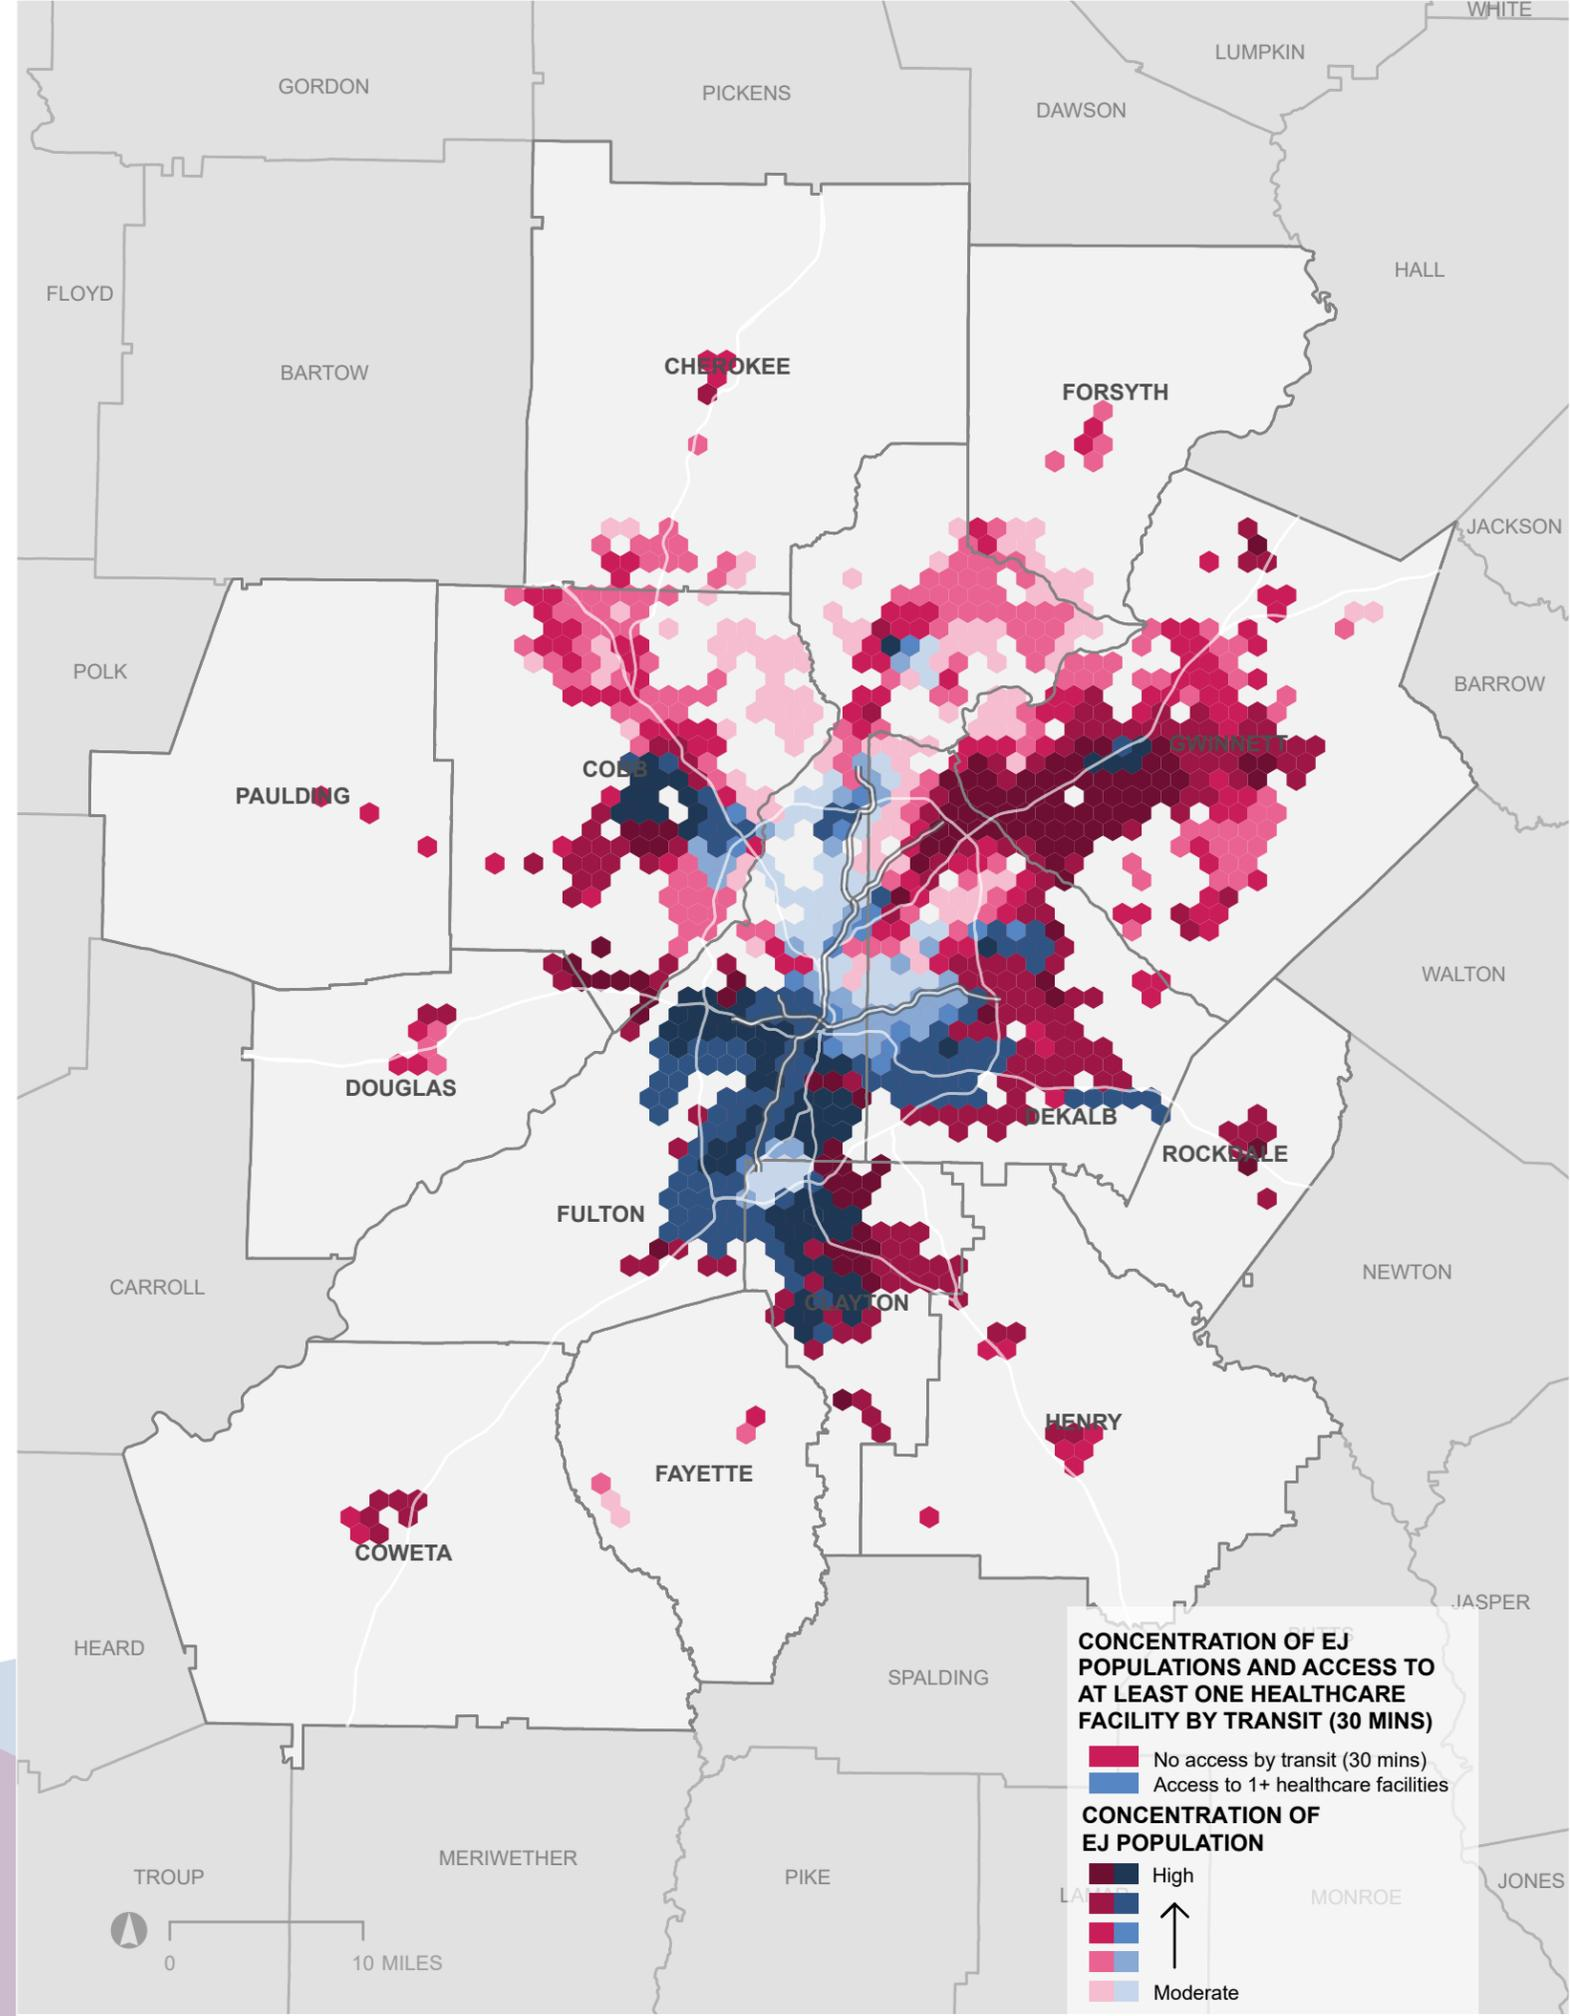 WHITE
LUMPKIN
GORDON
PICKENS
DAWSON
HALL
FLOYD
BARTOW
CHEROKEE
FORSYTH
JACKSON
POLK
BARROW
GWINNETT
COBB
PAULDING
WALTON
DOUGLAS
DEKALB
ROCKDALE
FULTON
NEWTON
CARROLL
CLAYTON
HENRY
FAYETTE
COWETA
JASPER
BUTTS
HEARD
SPALDING
CONCENTRATION OF EJ
POPULATIONS AND ACCESS TO
AT LEAST ONE HEALTHCARE
FACILITY BY TRANSIT (30 MINS)
No access by transit (30 mins)
Access to 1+ healthcare facilities
CONCENTRATION OF
EJ POPULATION
High
Moderate
MERIWETHER
TROUP
PIKE
LAMAR
MONROE
JONES
0 10 MILES